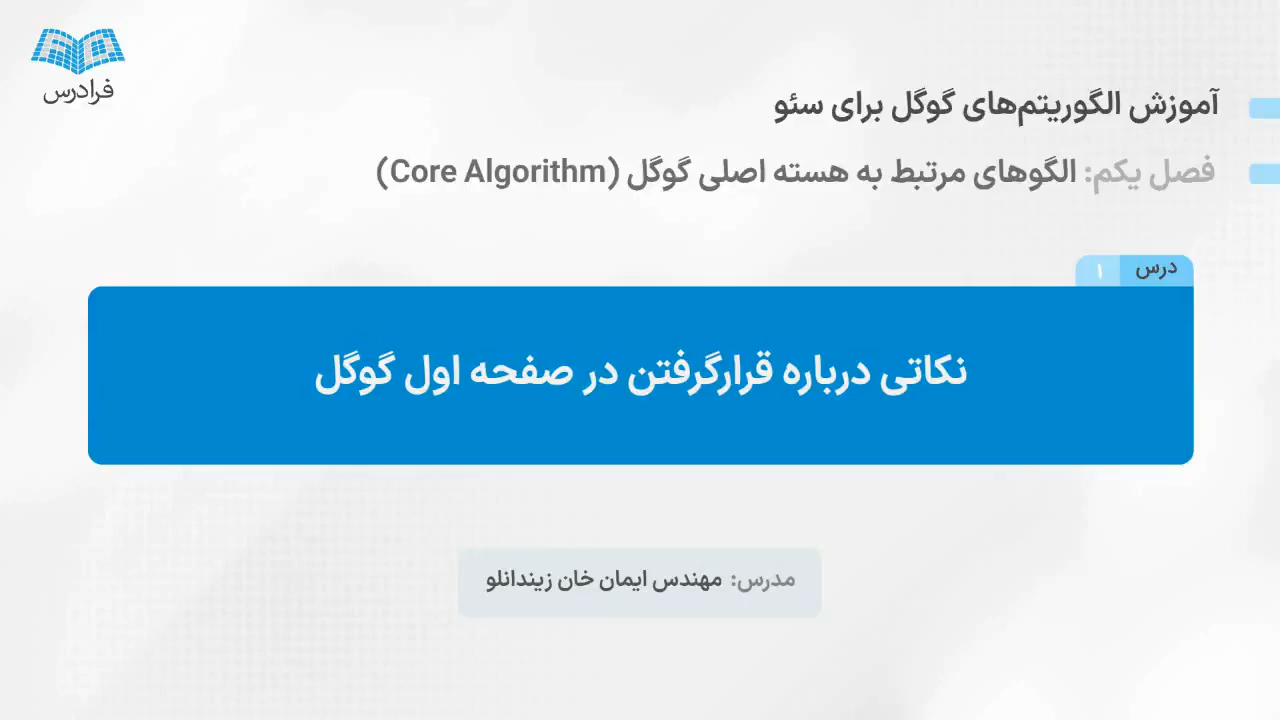 فرادرس
آموزش الگوریتم‌های گوگل برای سئو
فصل یکم: الگوهای مرتبط به هسته اصلی گوگل (Core Algorithm)
درس ۱
نکاتی درباره قرارگرفتن در صفحه اول گوگل
مدرس: مهندس ایمان خان زیندانلو